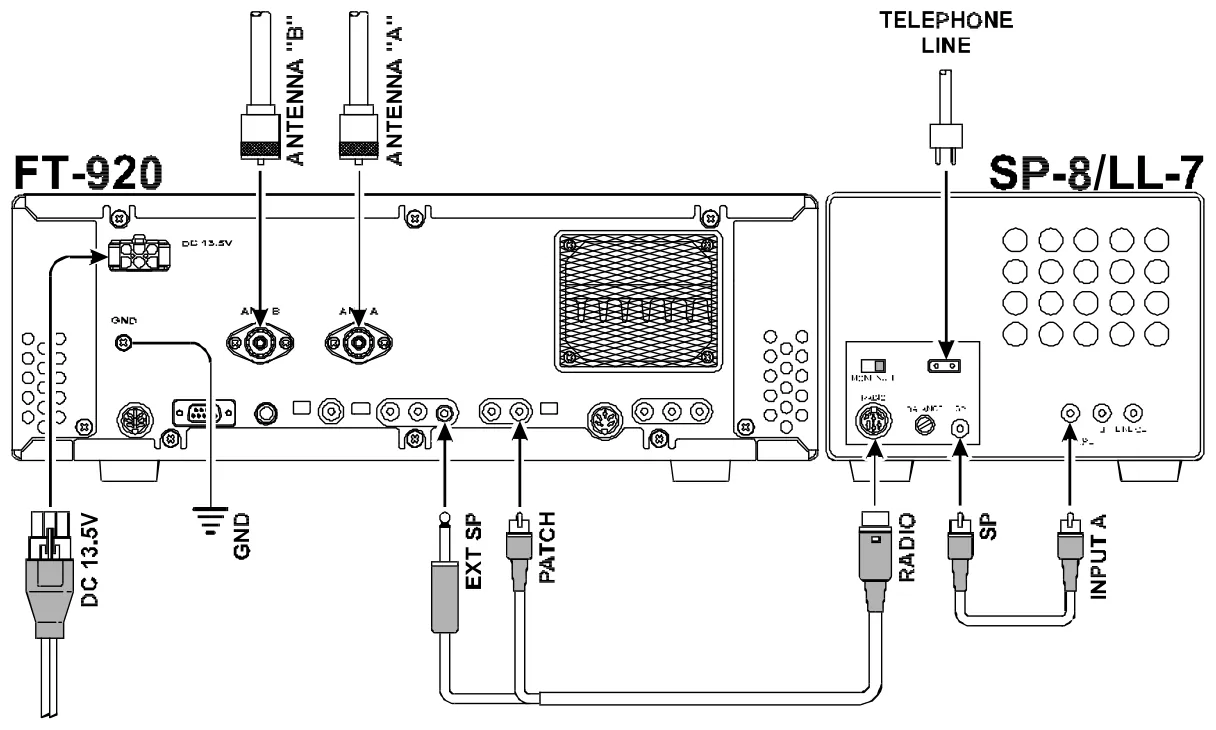 TELEPHONE
LINE
ANTENNA "B"
ANTENNA "A"
FT-920
SP-8/LL-7
DC 13.5V
GND
RADIO
DC 13.5V
GND
EXT SP
PATCH
RADIO
SP
INPUT A